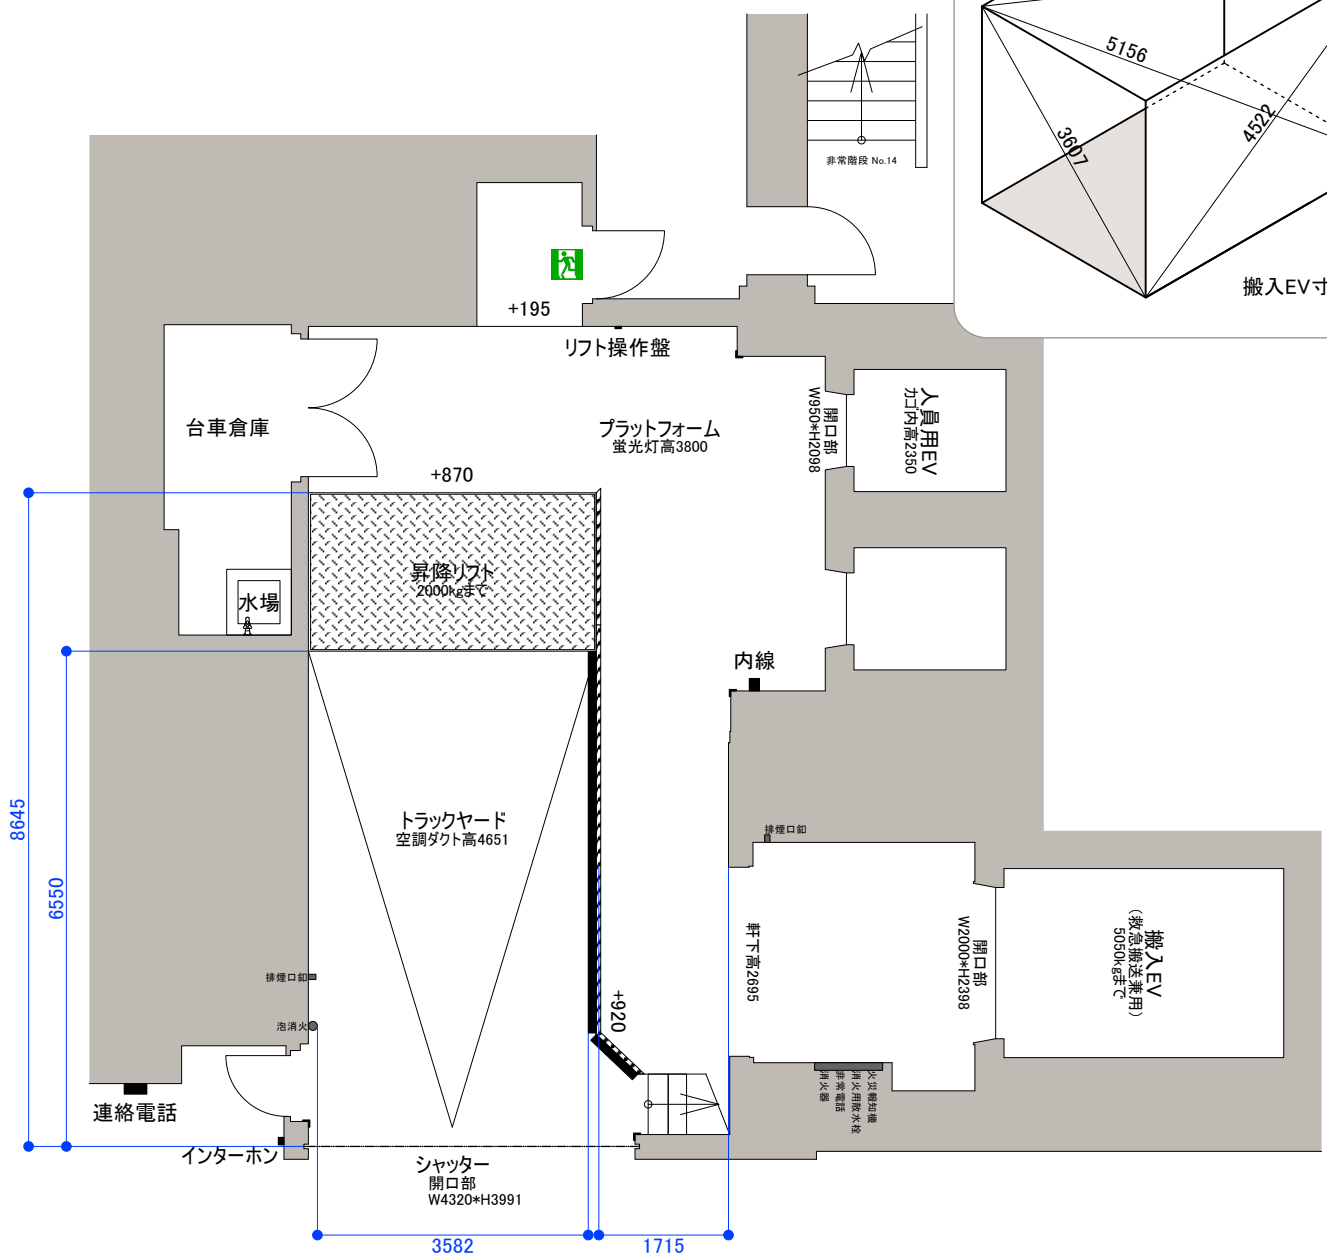 5156
3607
4522
搬入EV寸
非常階段 No.14
+195
リフト操作盤
台車倉庫
プラットフォーム
蛍光灯高3800
開口部
W950*H2098
人員用EV
カゴ内高2350
+870
昇降リフト
2000kgまで
水場
内線
8645
6550
トラックヤード
空調ダクト高4651
排煙口釦
軒下高2695
開口部
W2000*H2398
搬入EV
(救急搬送兼用)
5050kgまで
排煙口釦
泡消火
+920
火災報知機
消火用散水栓
非常電話
消火器
連絡電話
インターホン
シャッター
開口部
W4320*H3991
3582
1715